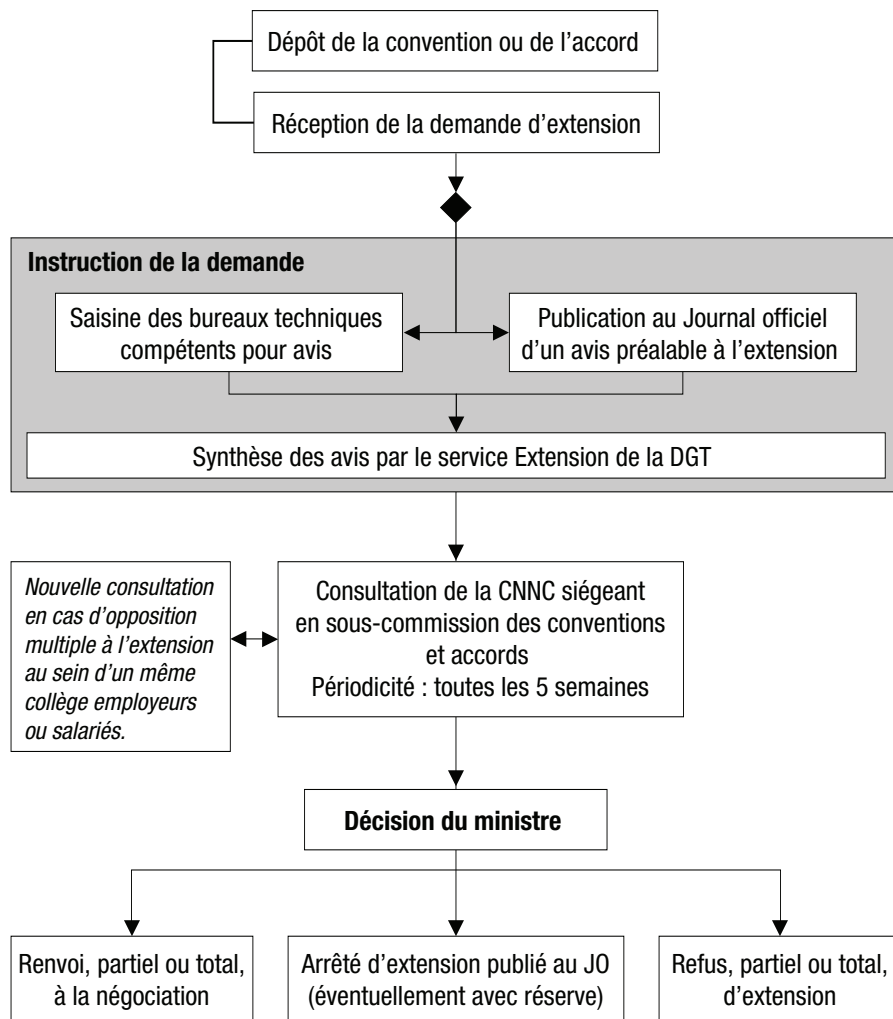 Dépôt de la convention ou de l’accord
Réception de la demande d’extension
Instruction de la demande
Saisine des bureaux techniques
compétents pour avis
Publication au Journal officiel
d’un avis préalable à l’extension
Synthèse des avis par le service Extension de la DGT
Nouvelle consultation
en cas d’opposition
multiple à l’extension
au sein d’un même
collège employeurs
ou salariés.
Consultation de la CNNC siégeant
en sous-commission des conventions
et accords
Périodicité : toutes les 5 semaines
Décision du ministre
Renvoi, partiel ou total,
à la négociation
Arrêté d’extension publié au JO
(éventuellement avec réserve)
Refus, partiel ou total,
d’extension